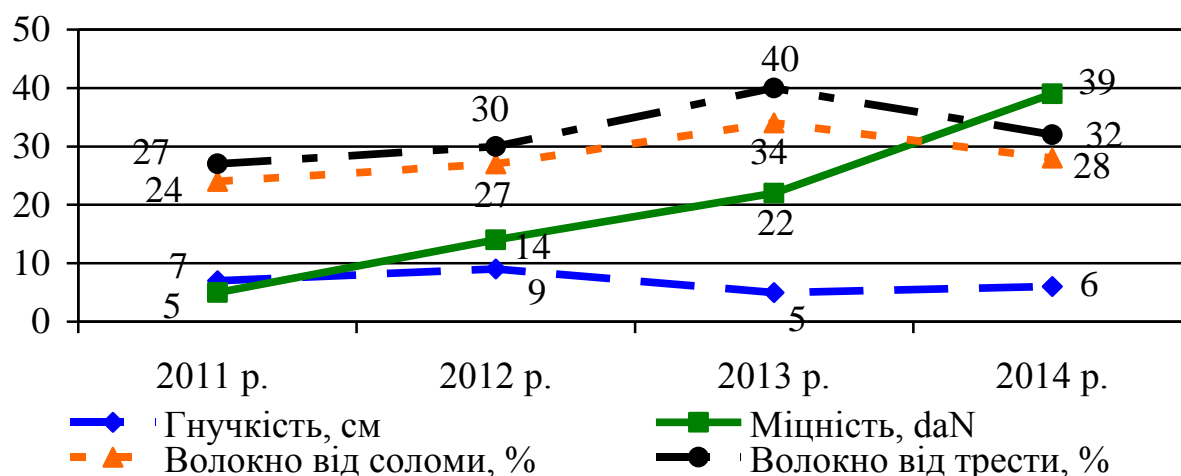 50
40
30
20
10
0
27
30
40
32
24
27
34
28
5
14
22
39
7
9
5
6
2011 р.
2012 р.
2013 р.
2014 р.
Гнучкість, см
Міцність, daN
Волокно від соломи, %
Волокно від трести, %